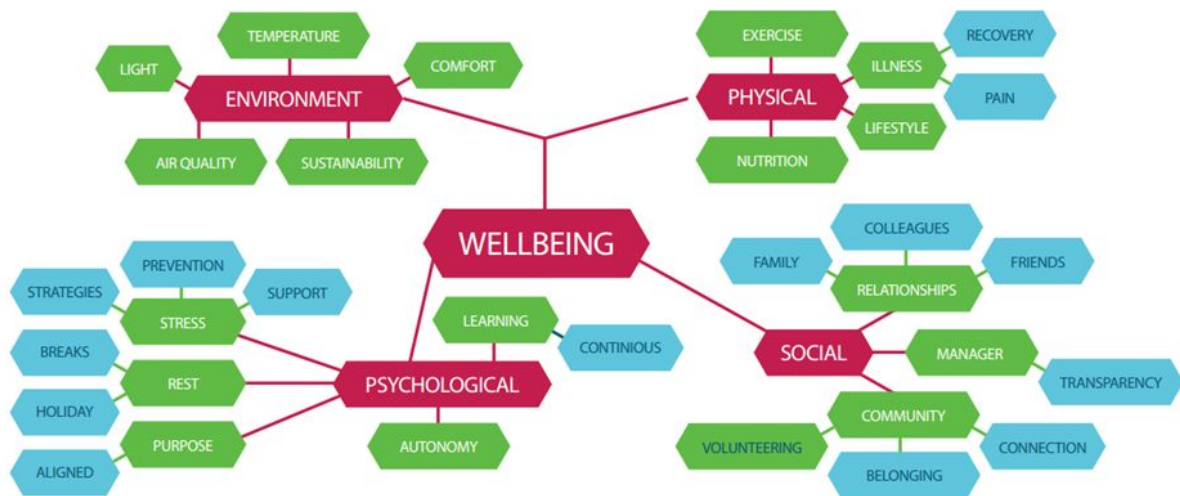 TEMPERATURE
LIGHT
COMFORT
ENVIRONMENT
AIR QUALITY
SUSTAINABILITY
EXERCISE
RECOVERY
ILLNESS
PHYSICAL
PAIN
LIFESTYLE
NUTRITION
WELLBEING
PREVENTION
STRATEGIES
SUPPORT
STRESS
BREAKS
REST
HOLIDAY
PURPOSE
ALIGNED
LEARNING
CONTINIOUS
PSYCHOLOGICAL
AUTONOMY
COLLEAGUES
FAMILY
FRIENDS
RELATIONSHIPS
SOCIAL
MANAGER
TRANSPARENCY
COMMUNITY
VOLUNTEERING
CONNECTION
BELONGING